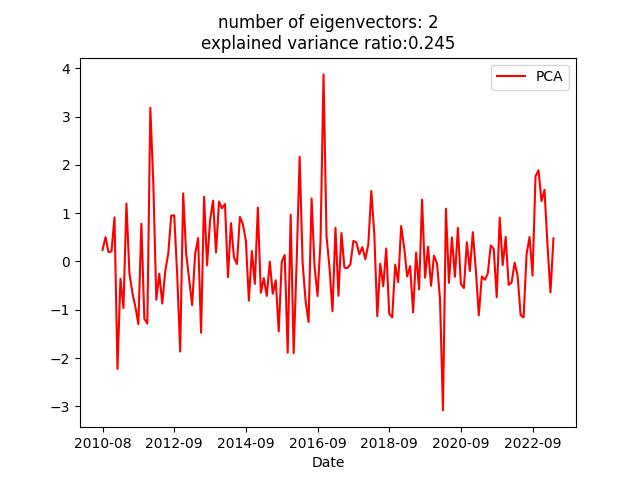 number of eigenvectors: 2
explained variance ratio:0.245
PCA
4
3
2
1
0
−1
−2
−3
2010-08 2012-09 2014-09 2016-09 2018-09 2020-09 2022-09
Date